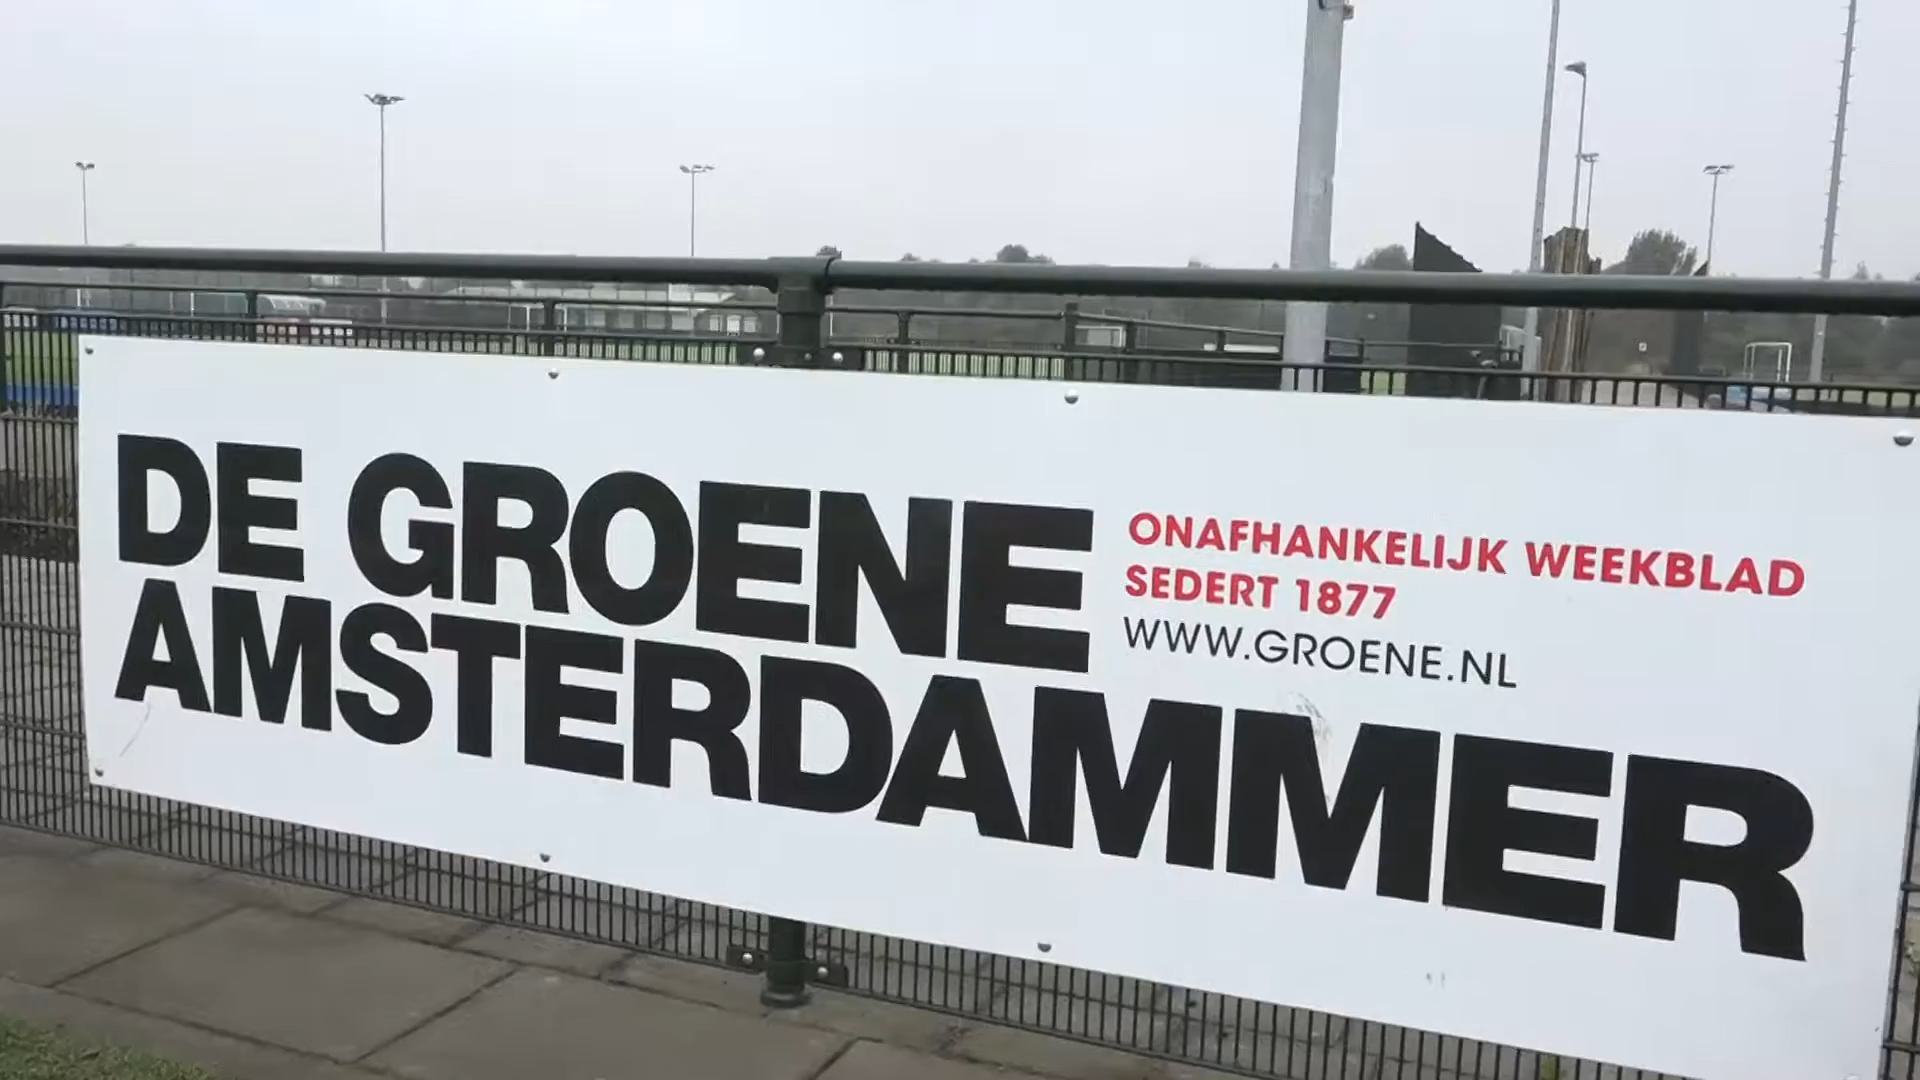 DE GROENE
AMSTERDAMMER
ONAFHANKELIJK WEEKBLAD
SEDERT 1877
WWW.GROENE.NL